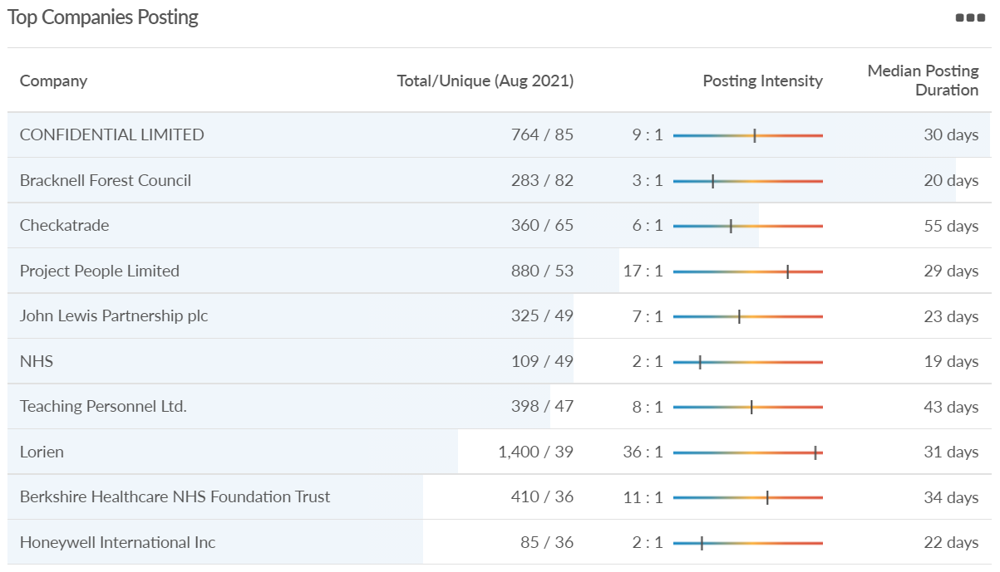 Top Companies Posting
Company Total/Unique (Aug 2021) Posting Intensity Median Posting Duration
CONFIDENTIAL LIMITED 764 / 85 9 : 1 30 days
Bracknell Forest Council 283 / 82 3 : 1 20 days
Checkatrade 360 / 65 6 : 1 55 days
Project People Limited 880 / 53 17 : 1 29 days
John Lewis Partnership plc 325 / 49 7 : 1 23 days
NHS 109 / 49 2 : 1 19 days
Teaching Personnel Ltd. 398 / 47 8 : 1 43 days
Lorien 1,400 / 39 36 : 1 31 days
Berkshire Healthcare NHS Foundation Trust 410 / 36 11 : 1 34 days
Honeywell International Inc 85 / 36 2 : 1 22 days